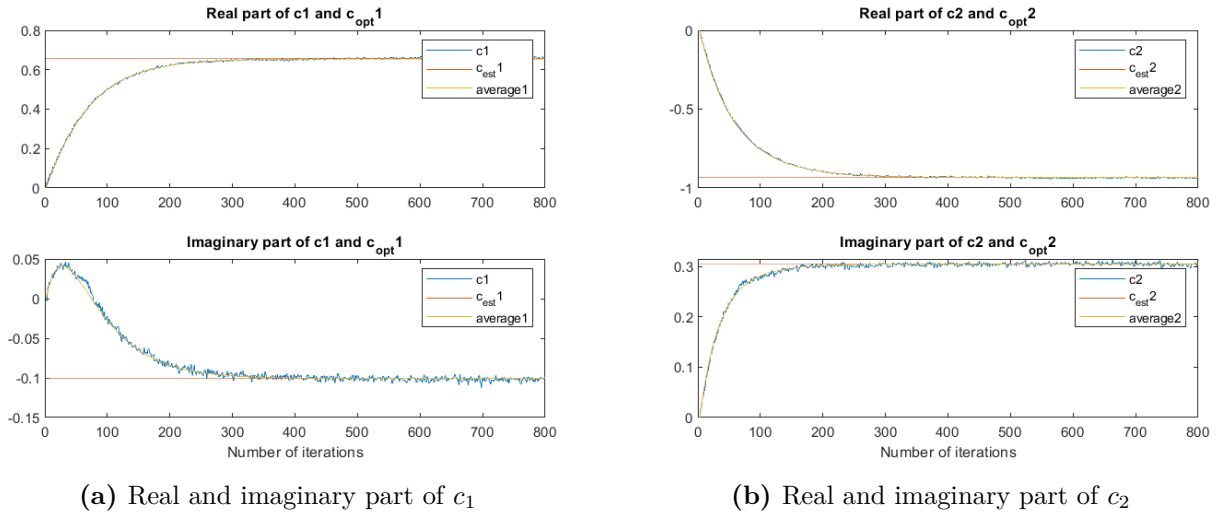 Real part of c1 and c_opt1
0.8
0.6
0.4
0.2
0
0 100 200 300 400 500 600 700 800
c1
c_est1
average1
Imaginary part of c1 and c_opt1
0.05
0
-0.05
-0.1
-0.15
0 100 200 300 400 500 600 700 800
c1
c_est1
average1
Number of iterations
(a) Real and imaginary part of c₁
Real part of c2 and c_opt2
0
-0.5
-1
0 100 200 300 400 500 600 700 800
c2
c_est2
average2
Imaginary part of c2 and c_opt2
0.3
0.2
0.1
0
0 100 200 300 400 500 600 700 800
c2
c_est2
average2
Number of iterations
(b) Real and imaginary part of c₂